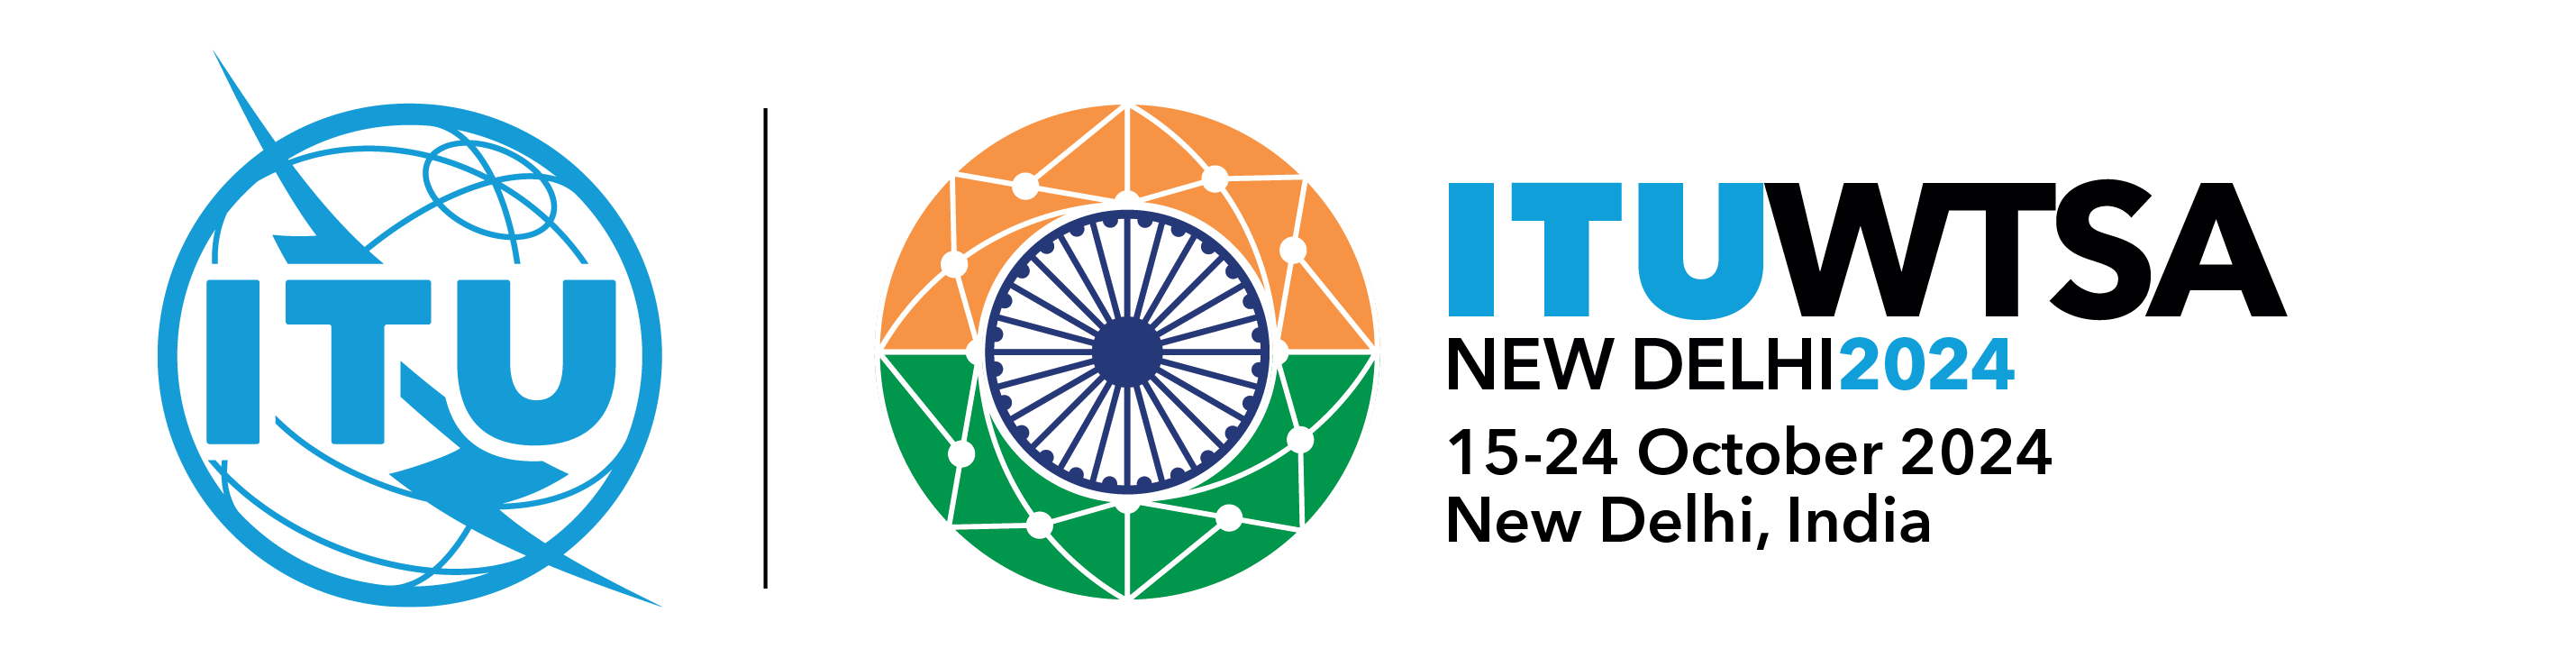 ITU
ITUWTSA
NEW DELHI2024
15-24 October 2024
New Delhi, India